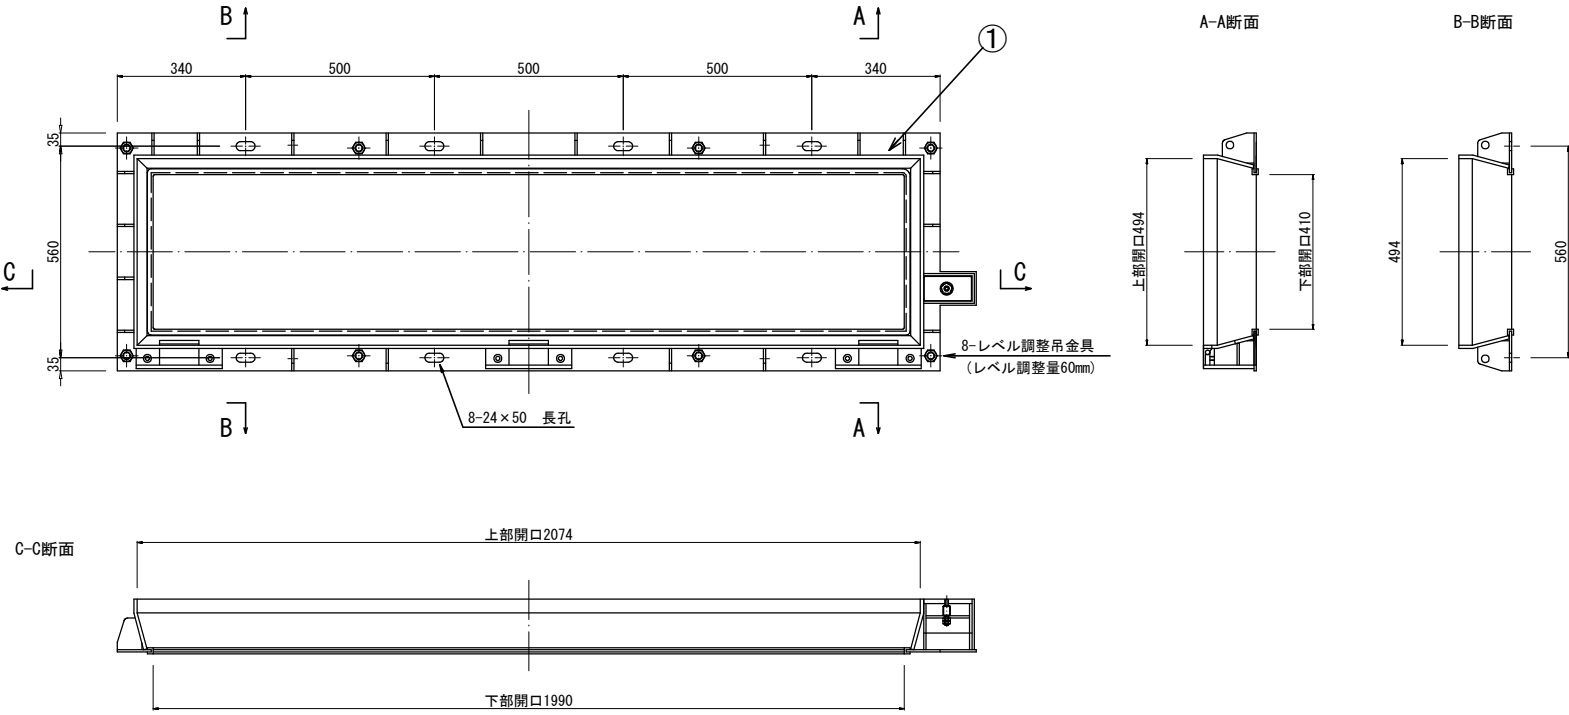 B
A
①
A-A断面
B-B断面
340
500
500
500
340
35
560
35
C
C
上部開口494
下部開口410
494
560
8-レベル調整吊金具
(レベル調整量60mm)
8-24×50 長孔
B
A
C-C断面
上部開口2074
下部開口1990